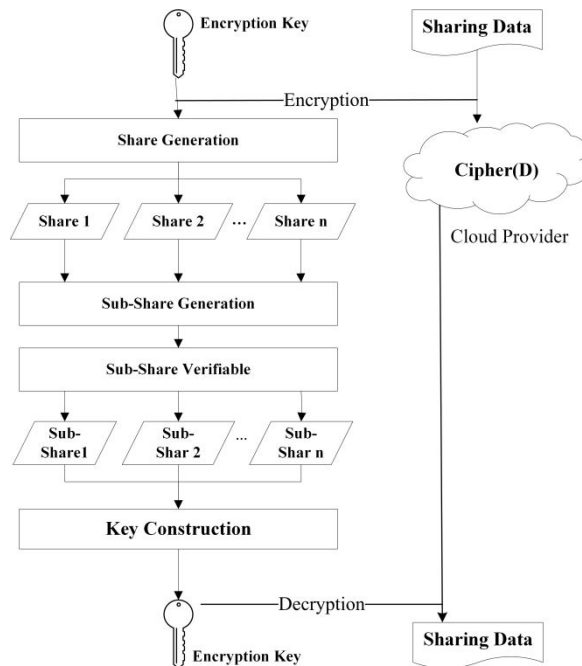 Encryption Key
Sharing Data
Encryption
Share Generation
Cipher(D)
Share 1
Share 2
...
Share n
Cloud Provider
Sub-Share Generation
Sub-Share Verifiable
Sub-
Share1
Sub-
Shar 2
...
Sub-
Shar n
Key Construction
Decryption
Encryption Key
Sharing Data